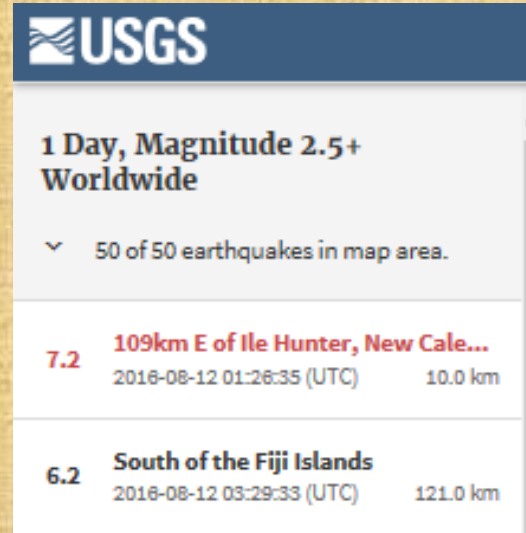 USGS
1 Day, Magnitude 2.5+
Worldwide
50 of 50 earthquakes in map area.
7.2
109km E of Ile Hunter, New Cale...
2016-08-12 01:26:35 (UTC) 10.0 km
6.2
South of the Fiji Islands
2016-08-12 03:29:33 (UTC) 121.0 km